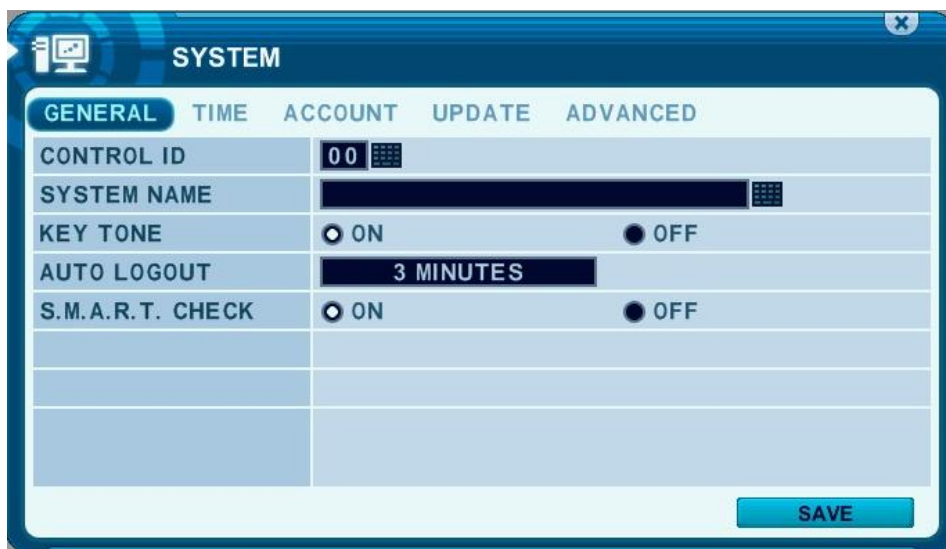 SYSTEM
GENERAL TIME ACCOUNT UPDATE ADVANCED
CONTROL ID 00
SYSTEM NAME
KEY TONE ON OFF
AUTO LOGOUT 3 MINUTES
S.M.A.R.T. CHECK ON OFF
SAVE